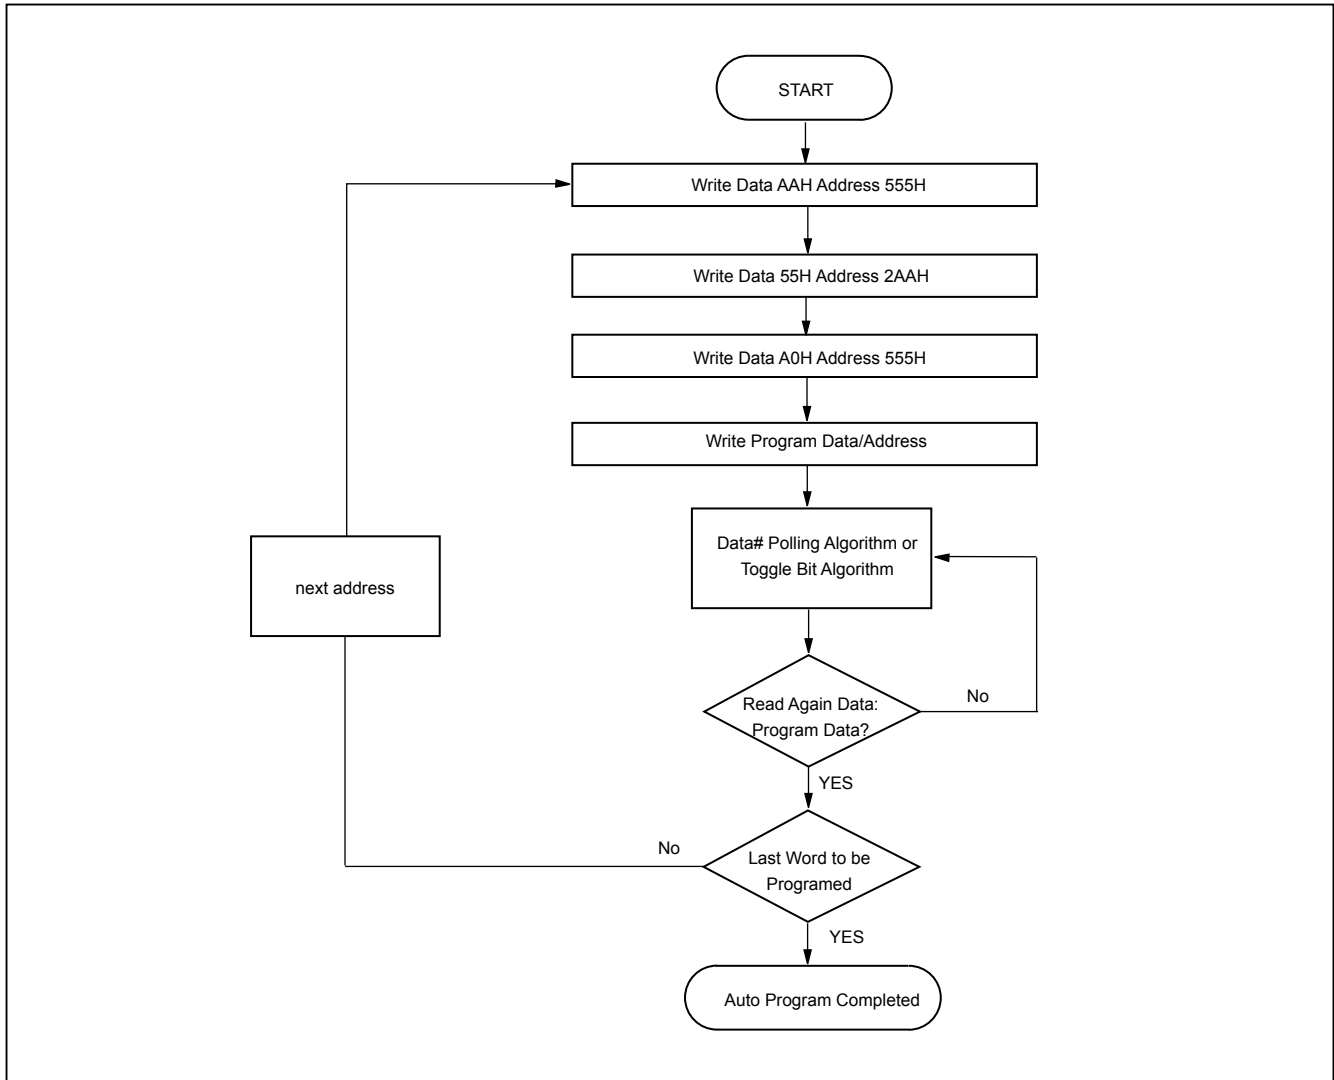 START
Write Data AAH Address 555H
Write Data 55H Address 2AAH
Write Data A0H Address 555H
Write Program Data/Address
Data# Polling Algorithm or
Toggle Bit Algorithm
next address
Read Again Data:
Program Data?
No
YES
No
Last Word to be
Programed
YES
Auto Program Completed